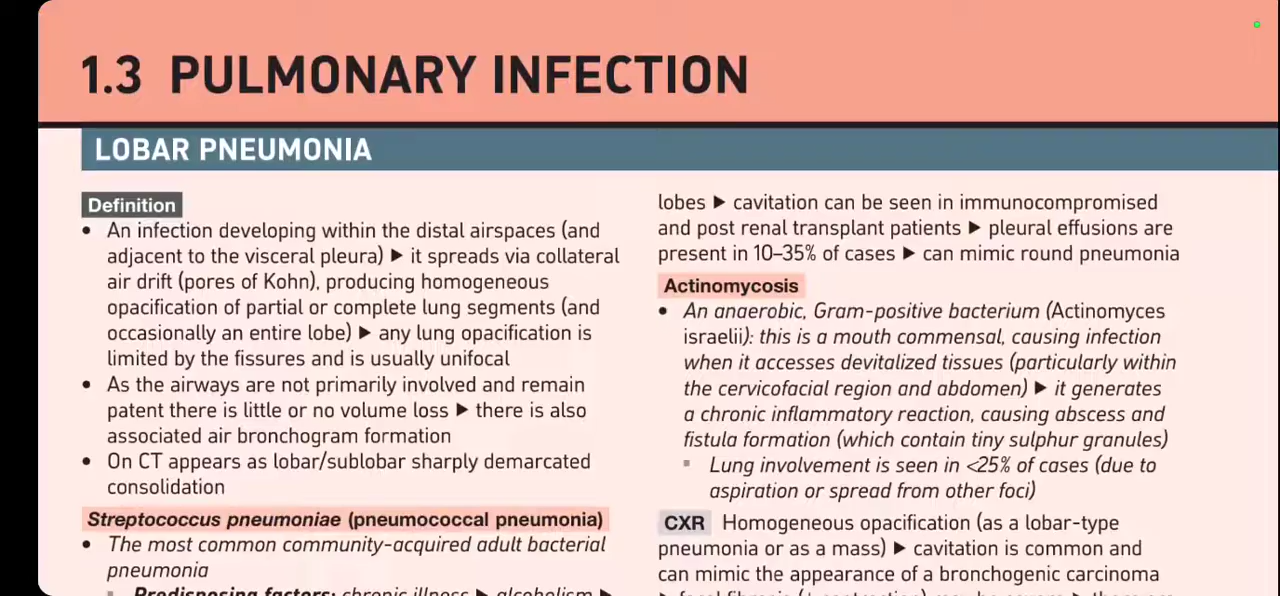 1.3 PULMONARY INFECTION
LOBAR PNEUMONIA
Definition
• An infection developing within the distal airspaces (and
adjacent to the visceral pleura) ▶ it spreads via collateral
air drift (pores of Kohn), producing homogeneous
opacification of partial or complete lung segments (and
occasionally an entire lobe) ▶ any lung opacification is
limited by the fissures and is usually unifocal
• As the airways are not primarily involved and remain
patent there is little or no volume loss ▶ there is also
associated air bronchogram formation
• On CT appears as lobar/sublobar sharply demarcated
consolidation
Streptococcus pneumoniae (pneumococcal pneumonia)
• The most common community-acquired adult bacterial
pneumonia
Predisposing factors: chronic illness ▶ alcoholism ▶
lobes ▶ cavitation can be seen in immunocompromised
and post renal transplant patients ▶ pleural effusions are
present in 10–35% of cases ▶ can mimic round pneumonia
Actinomycosis
• An anaerobic, Gram-positive bacterium (Actinomyces
israelii): this is a mouth commensal, causing infection
when it accesses devitalized tissues (particularly within
the cervicofacial region and abdomen) ▶ it generates
a chronic inflammatory reaction, causing abscess and
fistula formation (which contain tiny sulphur granules)
▪ Lung involvement is seen in <25% of cases (due to
aspiration or spread from other foci)
CXR Homogeneous opacification (as a lobar-type
pneumonia or as a mass) ▶ cavitation is common and
can mimic the appearance of a bronchogenic carcinoma